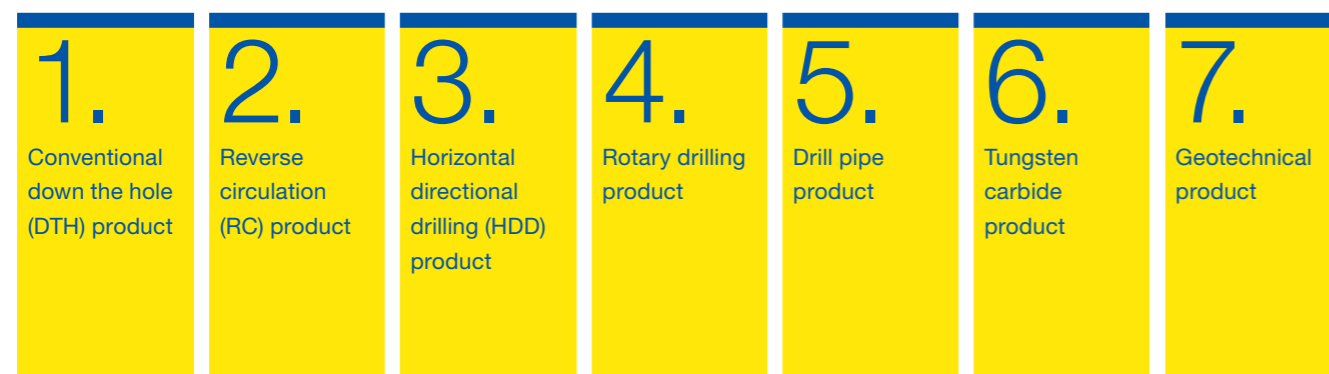 1.
Conventional
down the hole
(DTH) product
2.
Reverse
circulation
(RC) product
3.
Horizontal
directional
drilling (HDD)
product
4.
Rotary drilling
product
5.
Drill pipe
product
6.
Tungsten
carbide
product
7.
Geotechnical
product